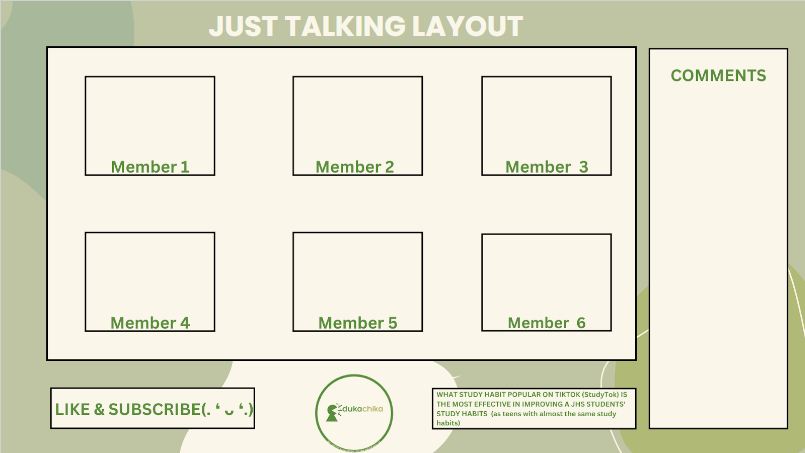 JUST TALKING LAYOUT
COMMENTS
Member 1
Member 2
Member  3
Member 4
Member 5
Member  6
LIKE & SUBSCRIBE(. ❛ ᴗ ❛.)
Edukachika
WHAT STUDY HABIT POPULAR ON TIKTOK (StudyTok) IS
THE MOST EFFECTIVE IN IMPROVING A JHS STUDENTS'
STUDY HABITS  (as teens with almost the same study
habits)